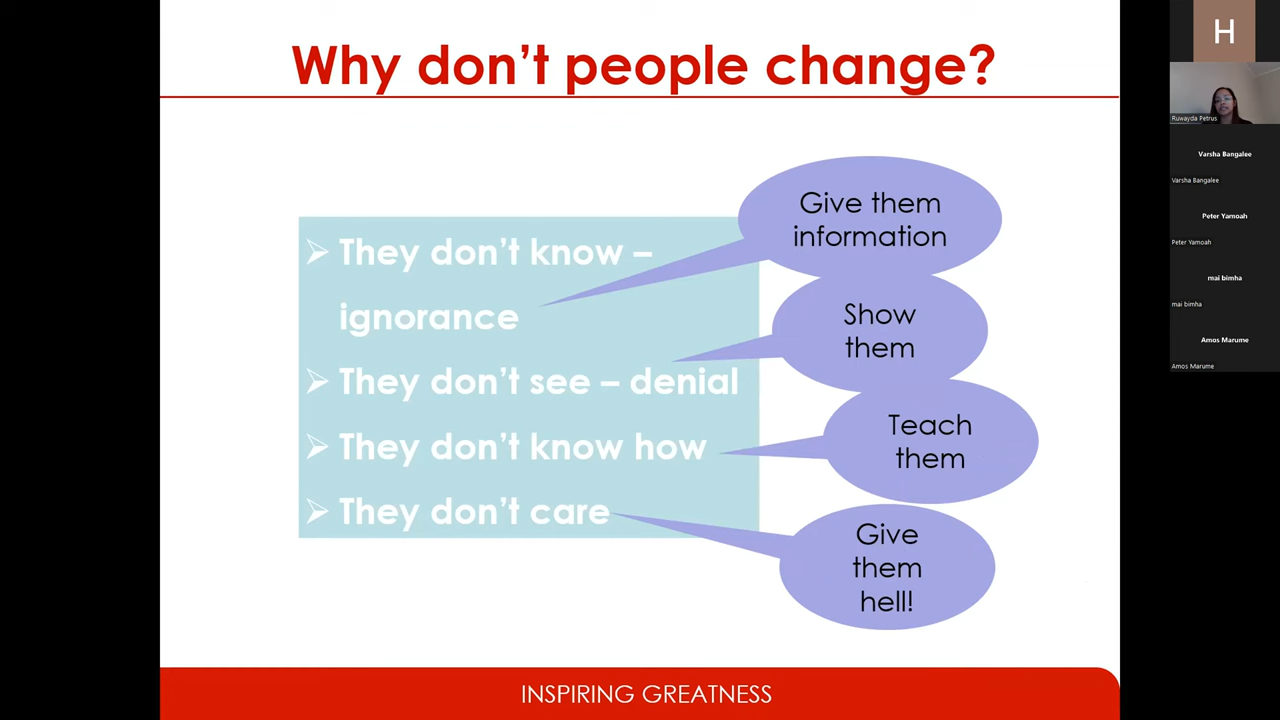 Why don't people change?
➢ They don't know –
ignorance
➢ They don't see – denial
➢ They don't know how
➢ They don't care
Give them
information
Show
them
Teach
them
Give
them
hell!
INSPIRING GREATNESS
H
Ruwayda Petrus
Varsha Bangalee
Varsha Bangalee
Peter Yamoah
Peter Yamoah
mai bimha
mai bimha
Amos Marume
Amos Marume